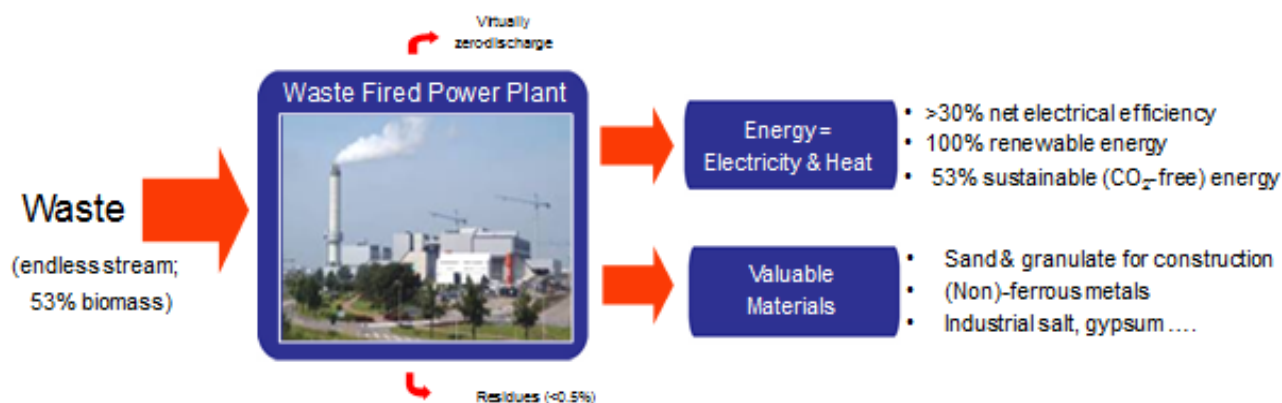 Virtually
zero-discharge
Waste Fired Power Plant
Waste
(endless stream;
53% biomass)
Energy =
Electricity & Heat
• >30% net electrical efficiency
• 100% renewable energy
• 53% sustainable (CO2-free) energy
Valuable
Materials
• Sand & granulate for construction
• (Non)-ferrous metals
• Industrial salt, gypsum ....
Residues (<0.5%)